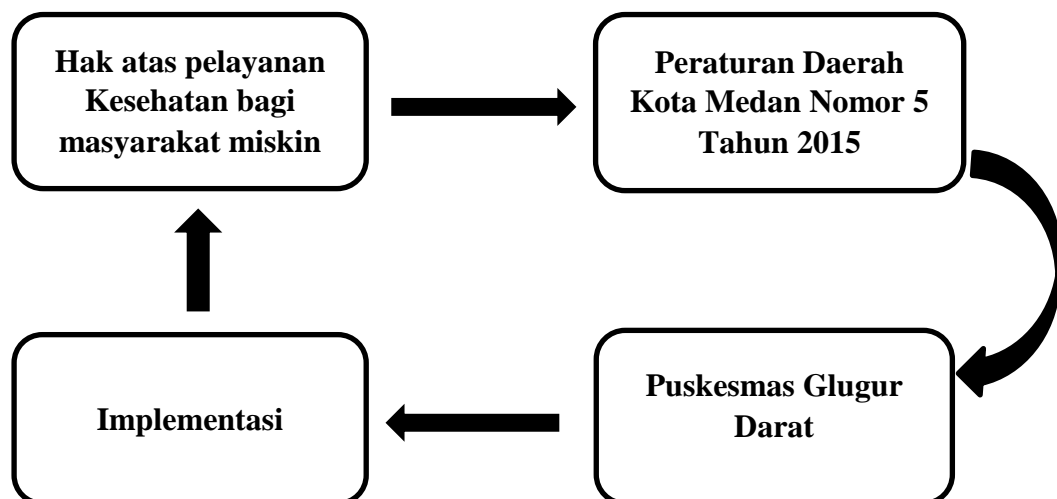 Hak atas pelayanan
Kesehatan bagi
masyarakat miskin
Peraturan Daerah
Kota Medan Nomor 5
Tahun 2015
Puskesmas Glugur
Darat
Implementasi